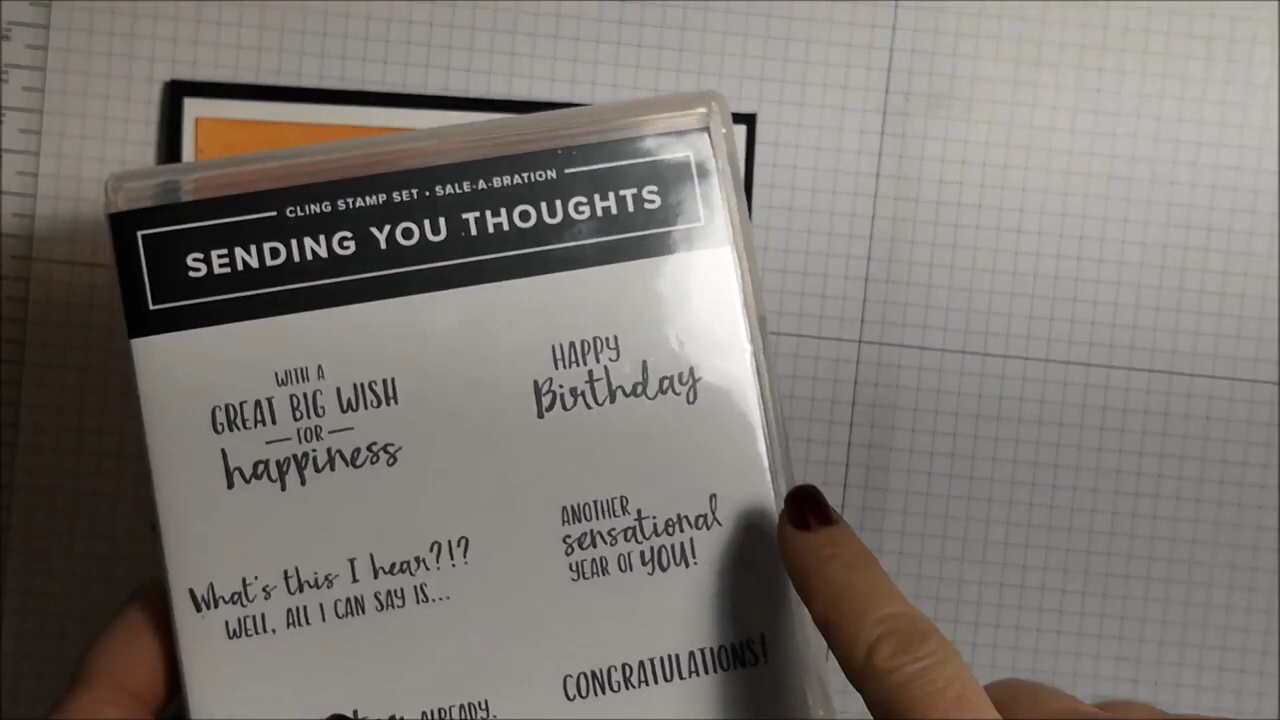 CLING STAMP SET • SALE-A-BRATION
SENDING YOU THOUGHTS
WITH A
GREAT BIG WISH
— FOR —
happiness
HAPPY
Birthday
What's this I hear?!?
WELL, ALL I CAN SAY IS...
ANOTHER
sensational
YEAR OF YOU!
ALREADY.
CONGRATULATIONS!